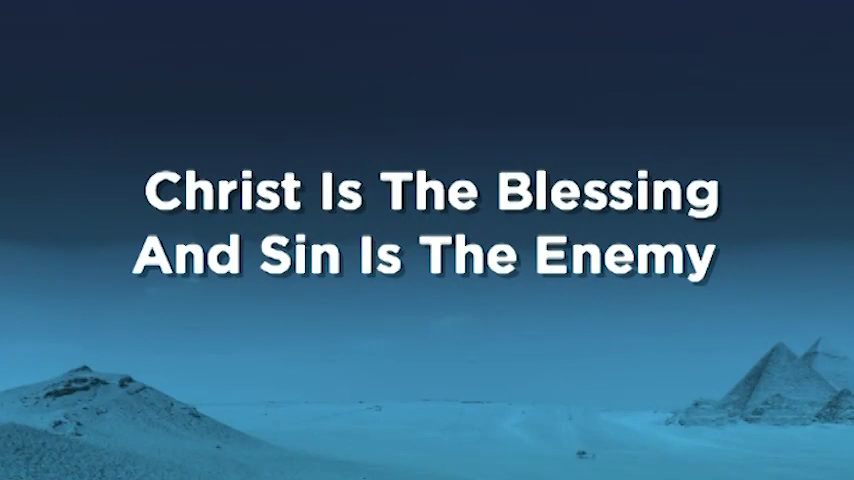 Christ Is The Blessing
And Sin Is The Enemy